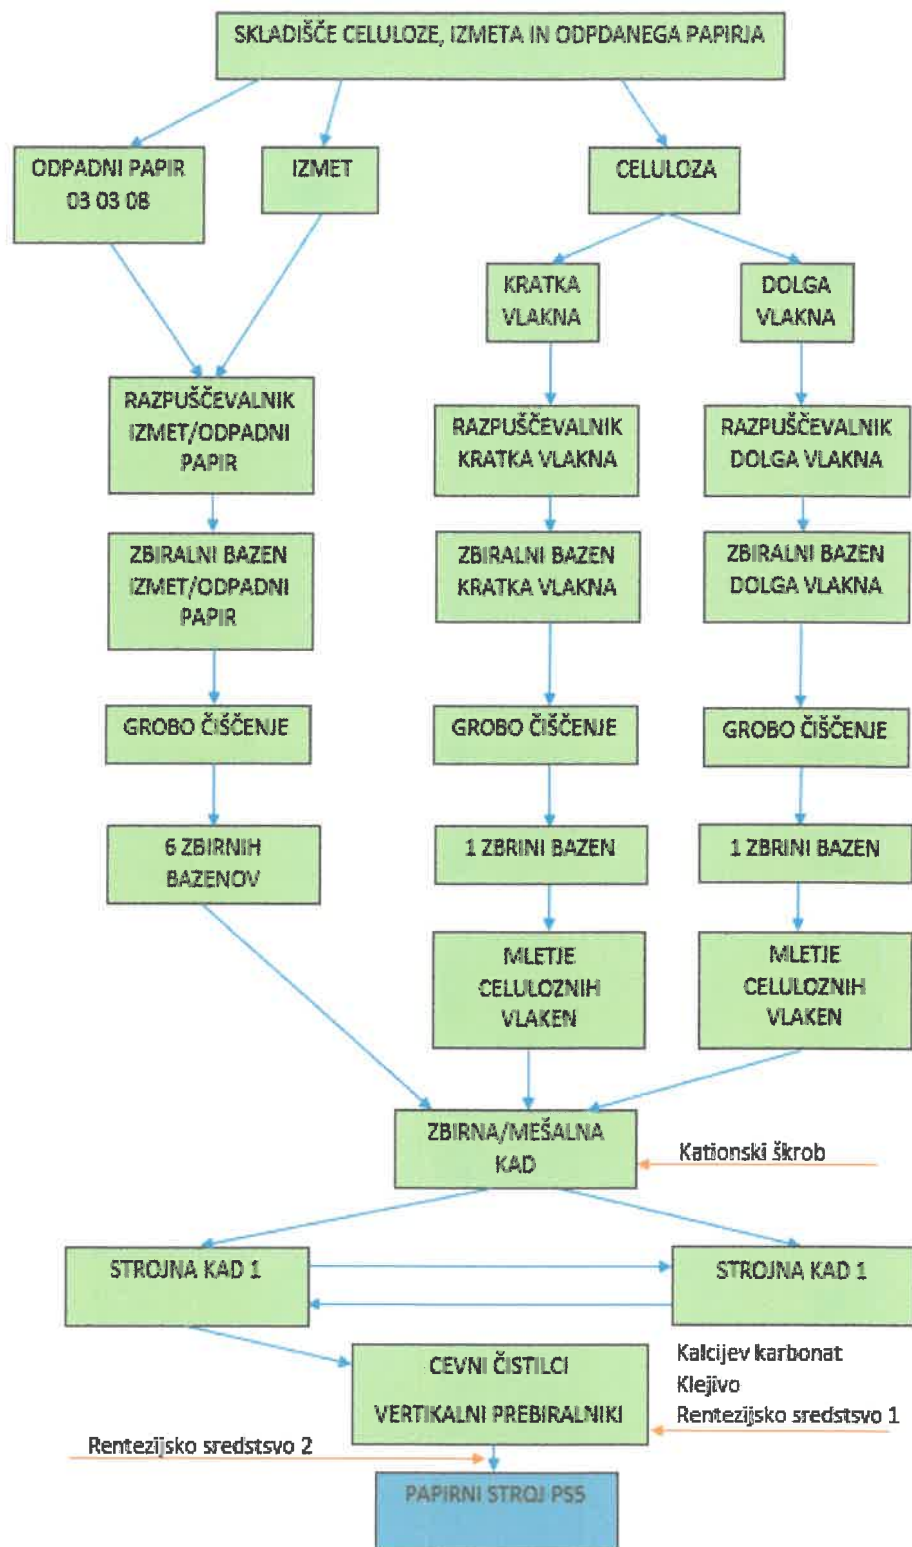 SKLADIŠČE CELULOZE, IZMETA IN ODPDANEGA PAPIRJA
ODPADNI PAPIR
03 03 08
IZMET
CELULOZA
KRATKA
VLAKNA
DOLGA
VLAKNA
RAZPUŠČEVALNIK
IZMET/ODPADNI
PAPIR
RAZPUŠČEVALNIK
KRATKA VLAKNA
RAZPUŠČEVALNIK
DOLGA VLAKNA
ZBIRALNI BAZEN
IZMET/ODPADNI
PAPIR
ZBIRALNI BAZEN
KRATKA VLAKNA
ZBIRALNI BAZEN
DOLGA VLAKNA
GROBO ČIŠČENJE
GROBO ČIŠČENJE
GROBO ČIŠČENJE
6 ZBIRNIH
BAZENOV
1 ZBRINI BAZEN
1 ZBRINI BAZEN
MLETJE
CELULOZNIH
VLAKEN
MLETJE
CELULOZNIH
VLAKEN
ZBIRNA/MEŠALNA
KAD
Kationski škrob
STROJNA KAD 1
STROJNA KAD 1
CEVNI ČISTILCI
VERTIKALNI PREBIRALNIKI
Kalcijev karbonat
Klejivo
Rentezijsko sredstsvo 1
Rentezijsko sredstsvo 2
PAPIRNI STROJ PS5